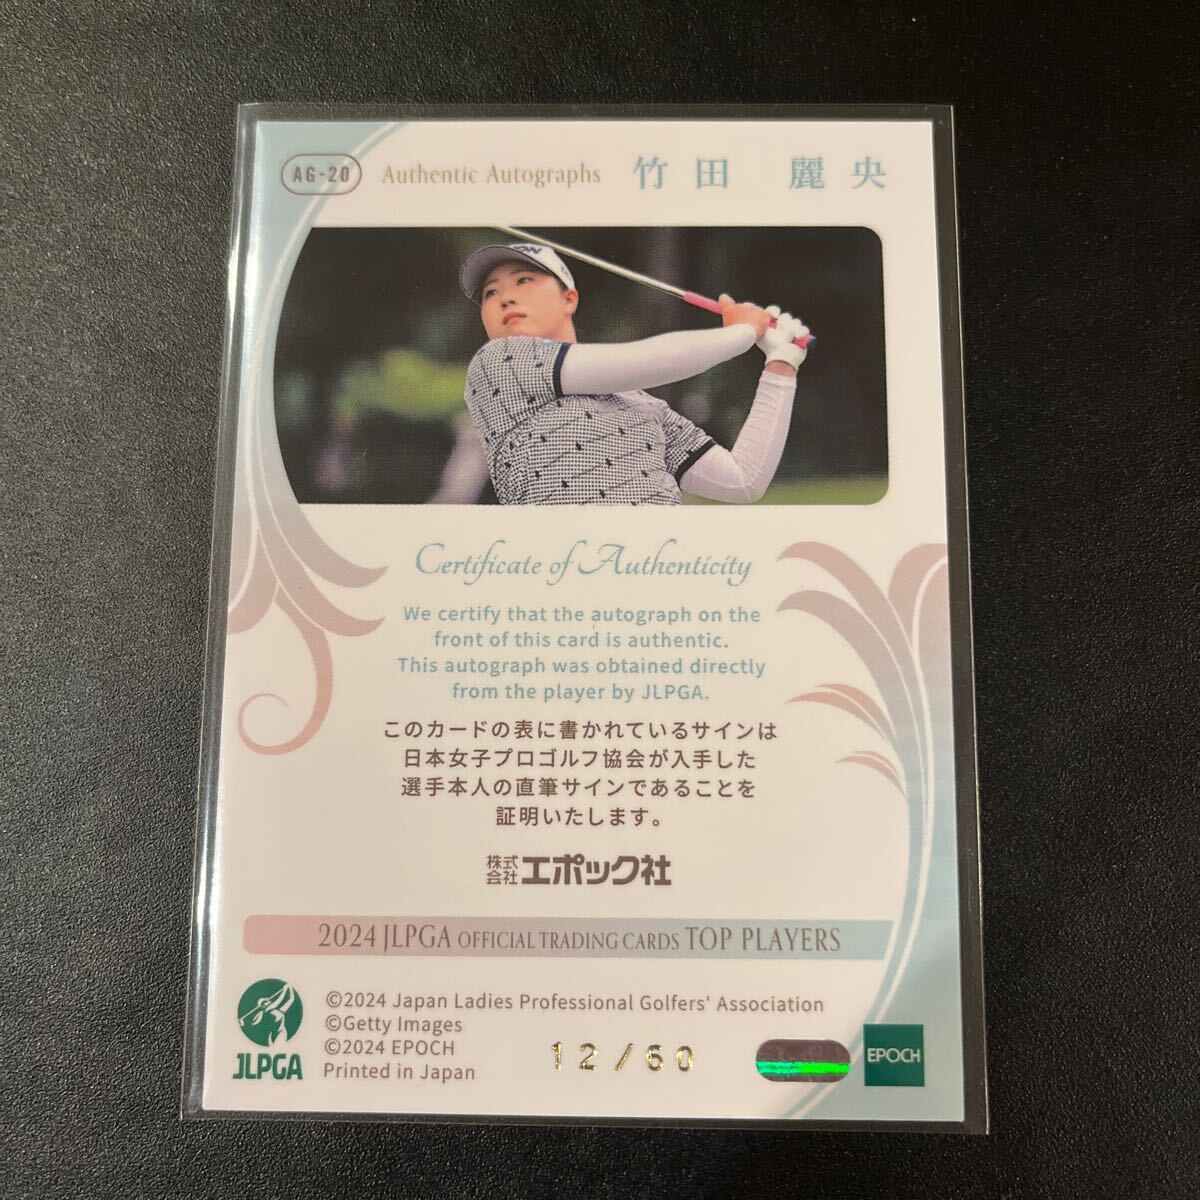 AG-20 Authentic Autographs 竹田 麗央
Certificate of Authenticity
We certify that the autograph on the
front of this card is authentic.
This autograph was obtained directly
from the player by JLPGA.
このカードの表に書かれているサインは
日本女子プロゴルフ協会が入手した
選手本人の直筆サインであることを
証明いたします。
株式会社エポック社
2024 JLPGA OFFICIAL TRADING CARDS TOP PLAYERS
©2024 Japan Ladies Professional Golfers' Association
©Getty Images
©2024 EPOCH
Printed in Japan
JLPGA
12/60
EPOCH